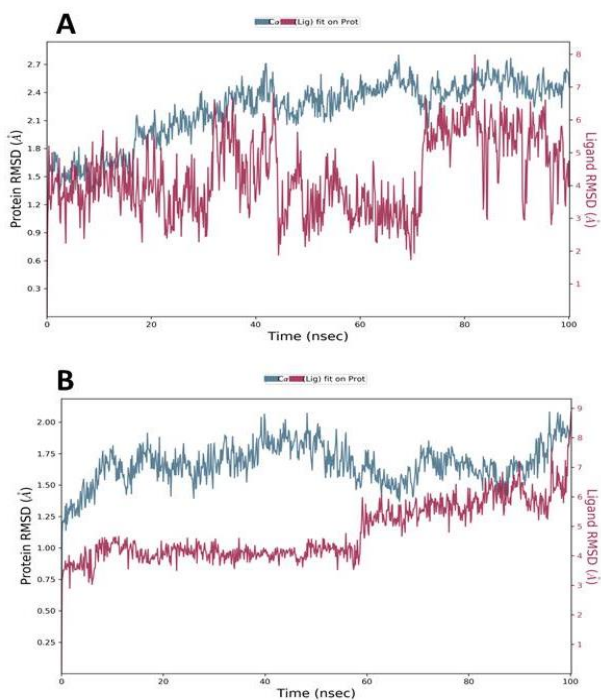 A
Cα (Lig) fit on Prot
Protein RMSD (Å)
2.7
2.4
2.1
1.8
1.5
1.2
0.9
0.6
0.3
8
7
6
5
4
3
2
1
Ligand RMSD (Å)
0 20 40 60 80 100
Time (nsec)
B
Cα (Lig) fit on Prot
Protein RMSD (Å)
2.00
1.75
1.50
1.25
1.00
0.75
0.50
0.25
9
8
7
6
5
4
3
2
1
Ligand RMSD (Å)
0 20 40 60 80 100
Time (nsec)